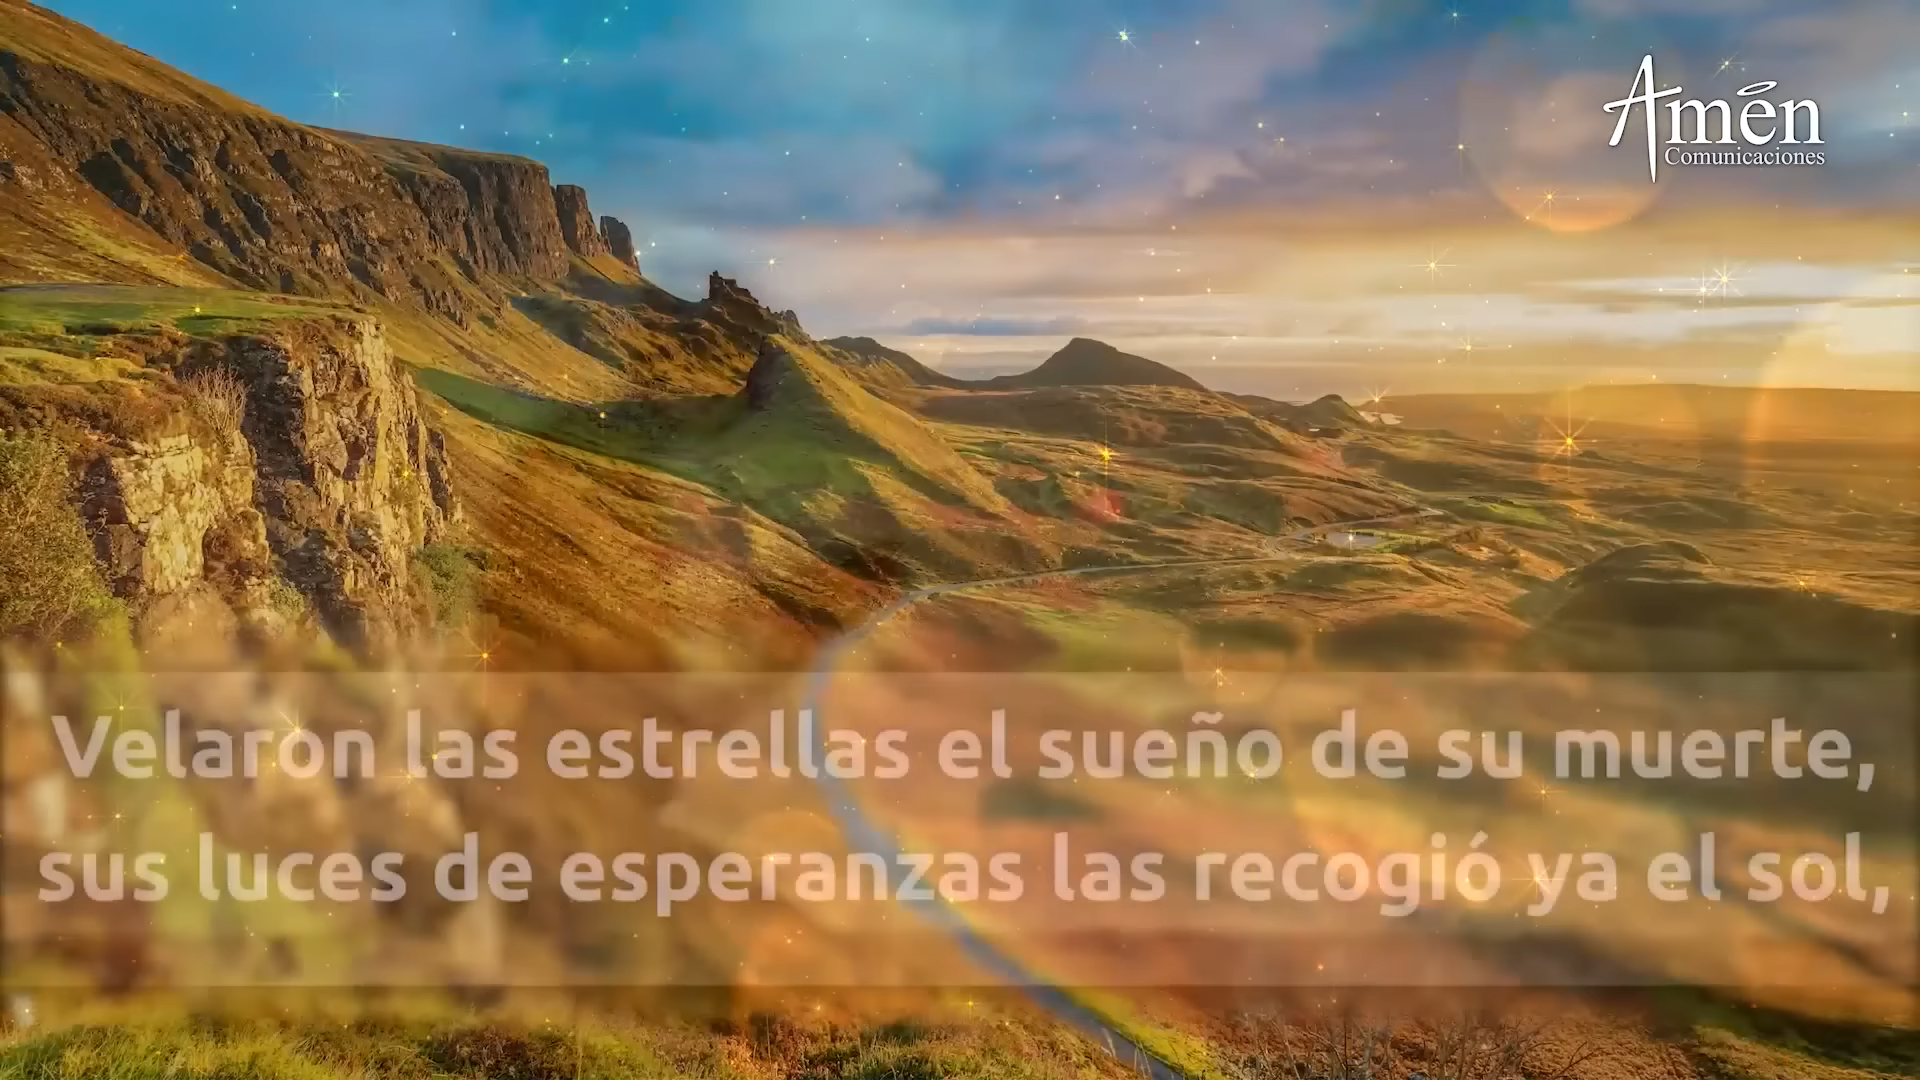 Amén
Comunicaciones
Velaron las estrellas el sueño de su muerte,
sus luces de esperanzas las recogió ya el sol,